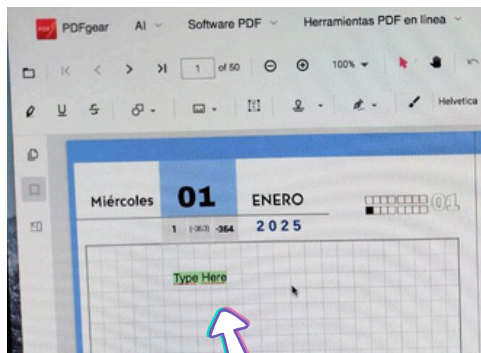 PDFgear AI Software PDF Herramientas PDF en línea
1 of 50 100%
Helvetica
Miércoles 01 ENERO 01
1 (-363) -364 2025
Type Here